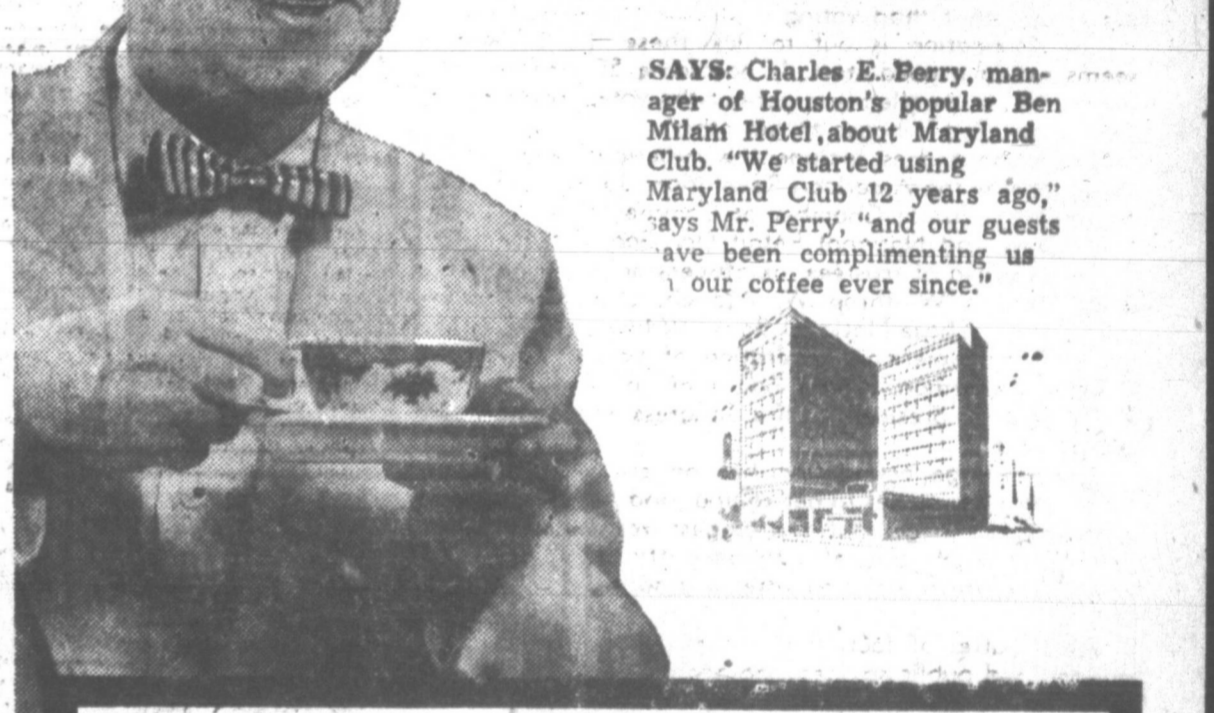 SAYS: Charles E. Perry, man-
ager of Houston's popular Ben
Milam Hotel, about Maryland
Club. "We started using
Maryland Club 12 years ago,"
says Mr. Perry, "and our guests
ave been complimenting us
our coffee ever since."